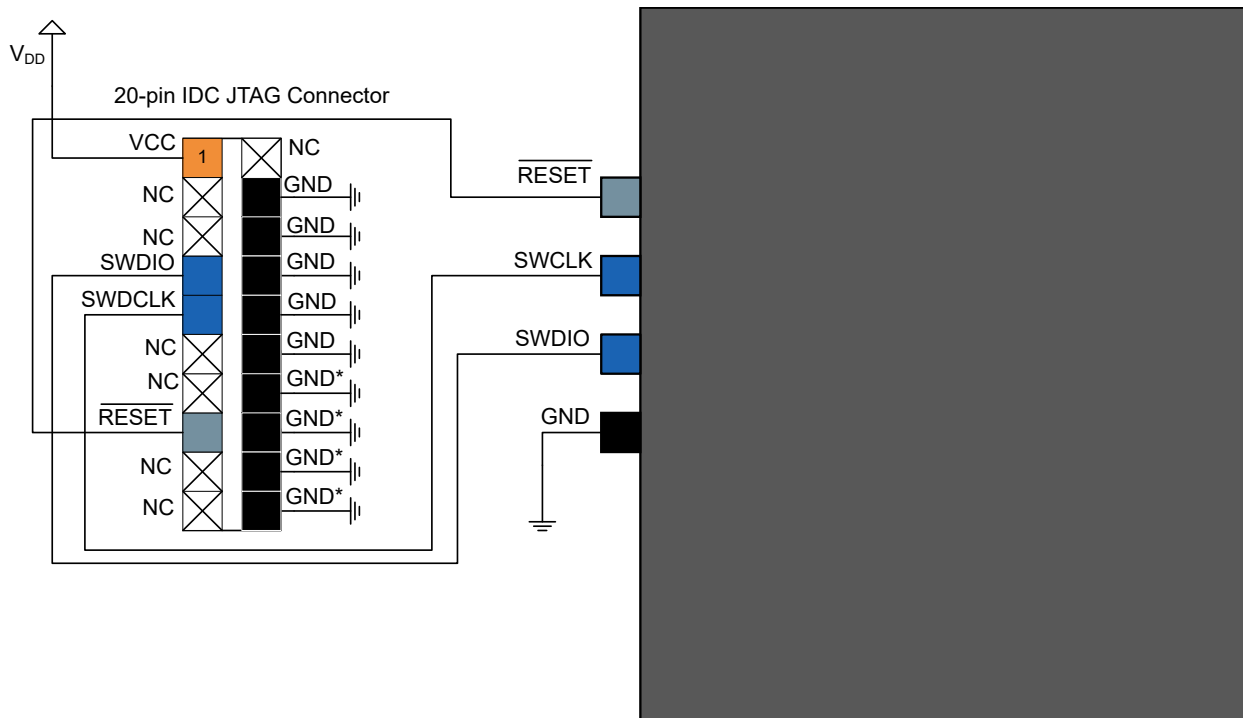 VDD
20-pin IDC JTAG Connector
VCC
1
NC
RESET
NC
GND
NC
GND
SWDIO
GND
SWCLK
SWDCLK
GND
NC
GND
SWDIO
NC
GND*
RESET
GND*
GND
NC
GND*
NC
GND*